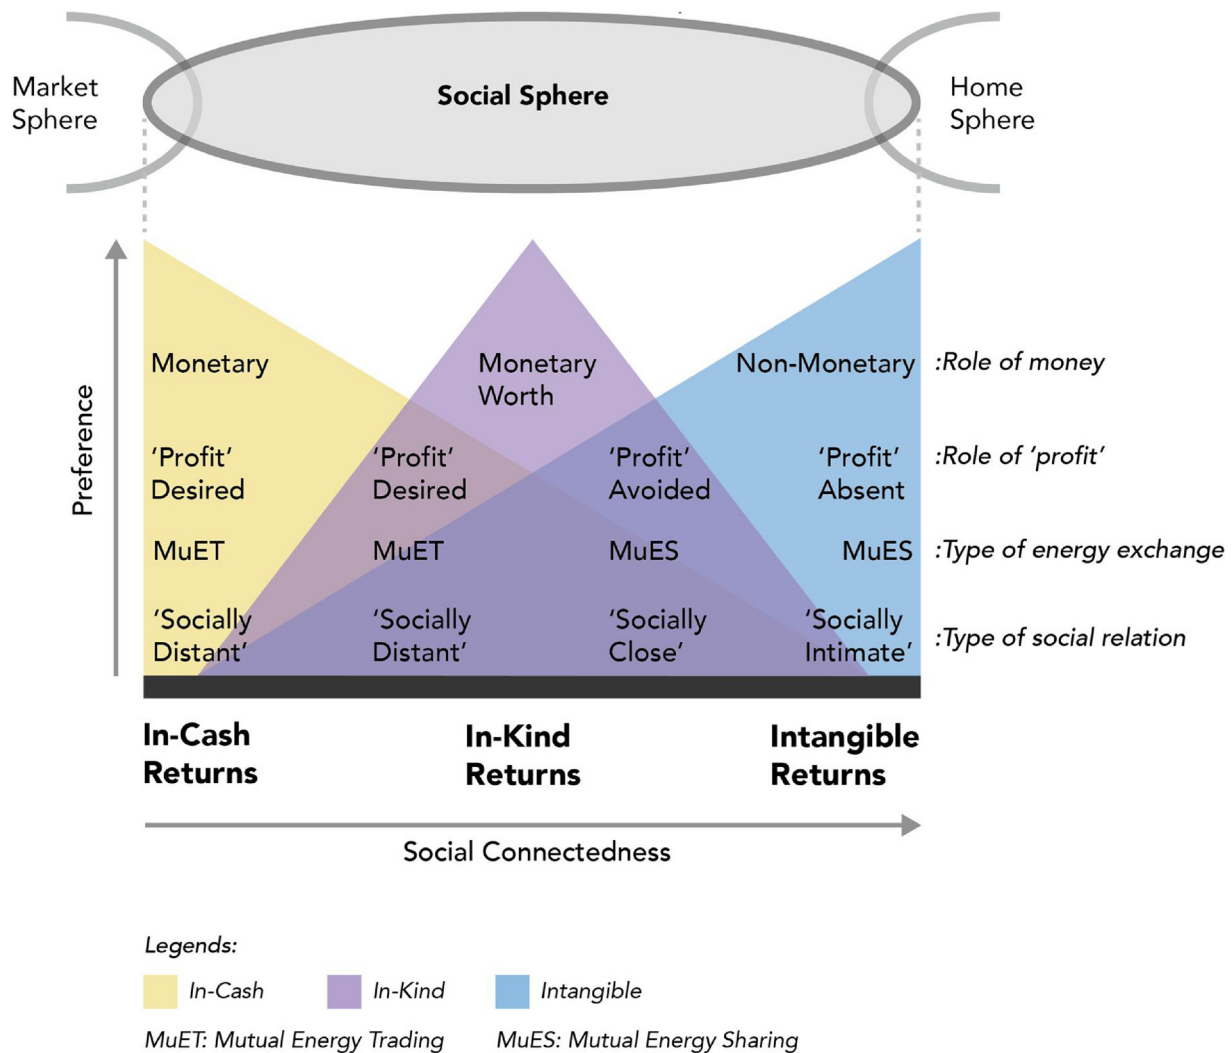 Market
Sphere
Social Sphere
Home
Sphere
Preference
Monetary
Monetary
Worth
Non-Monetary
:Role of money
‘Profit’
Desired
‘Profit’
Desired
‘Profit’
Avoided
‘Profit’
Absent
:Role of ‘profit’
MuET
MuET
MuES
MuES
:Type of energy exchange
‘Socially
Distant’
‘Socially
Distant’
‘Socially
Close’
‘Socially
Intimate’
:Type of social relation
In-Cash
Returns
In-Kind
Returns
Intangible
Returns
Social Connectedness
Legends:
In-Cash
In-Kind
Intangible
MuET: Mutual Energy Trading
MuES: Mutual Energy Sharing